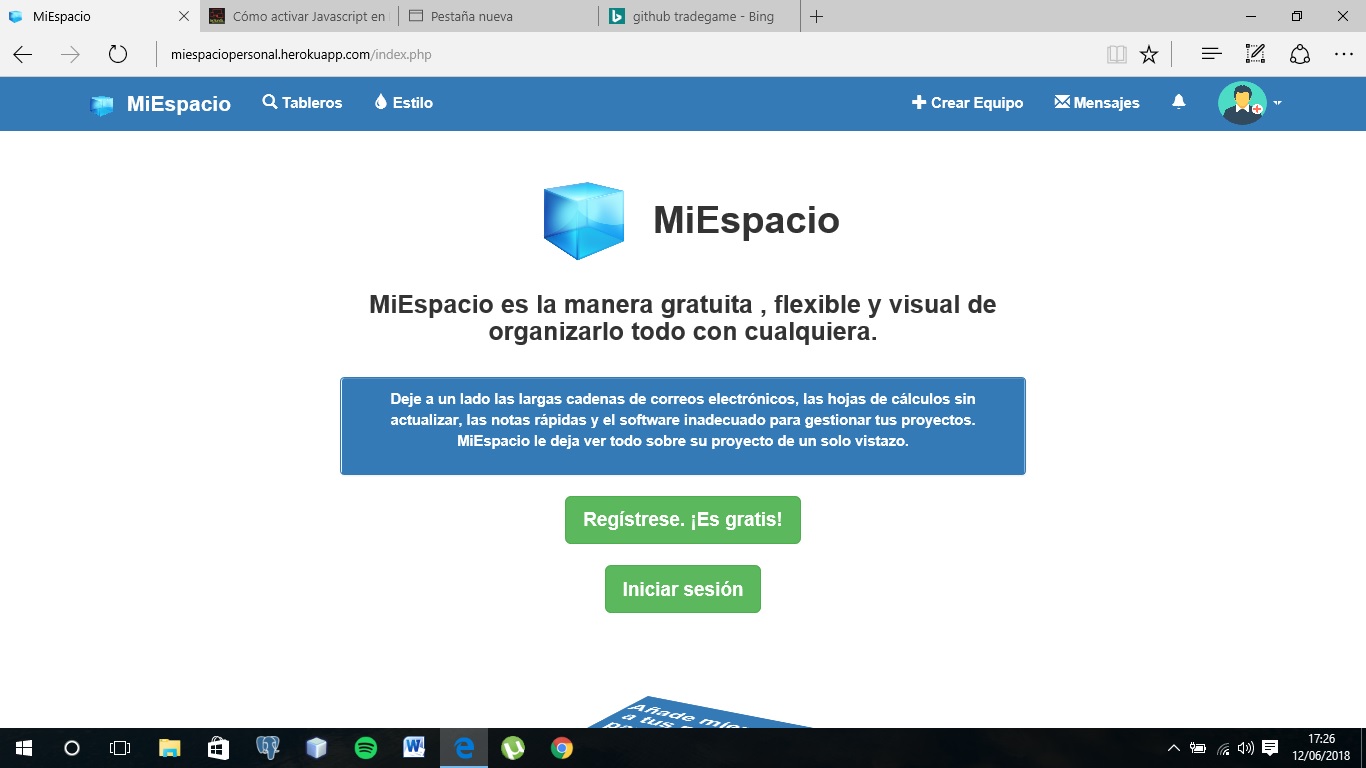 MiEspacio
Cómo activar Javascript en
Pestaña nueva
github tradegame - Bing
miespaciopersonal.herokuapp.com/index.php
MiEspacio
Tableros
Estilo
Crear Equipo
Mensajes
MiEspacio
MiEspacio es la manera gratuita , flexible y visual de
organizarlo todo con cualquiera.
Deje a un lado las largas cadenas de correos electrónicos, las hojas de cálculos sin
actualizar, las notas rápidas y el software inadecuado para gestionar tus proyectos.
MiEspacio le deja ver todo sobre su proyecto de un solo vistazo.
Regístrese. ¡Es gratis!
Iniciar sesión
Añade
a tus
17:26
12/06/2018